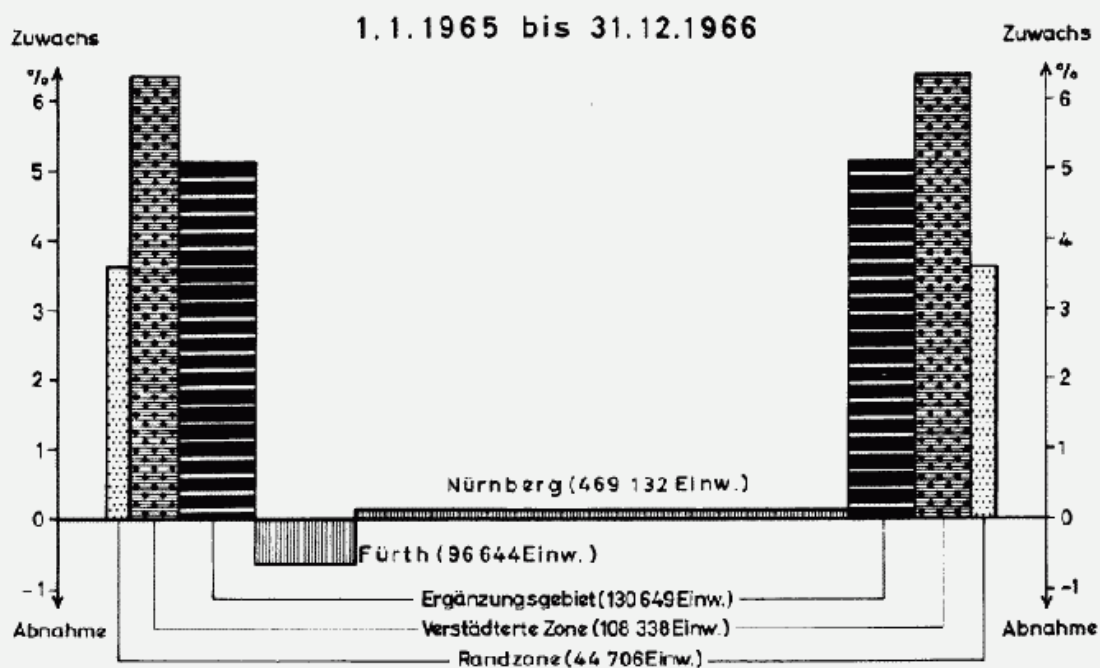 1.1.1965 bis 31.12.1966
Zuwachs
Zuwachs
%
6
5
4
3
2
1
0
-1
Abnahme
%
6
5
4
3
2
1
0
-1
Abnahme
Nürnberg (469 132 Einw.)
Fürth (96 644 Einw.)
Ergänzungsgebiet (130 649 Einw.)
Verstädterte Zone (108 338 Einw.)
Randzone (44 706 Einw.)